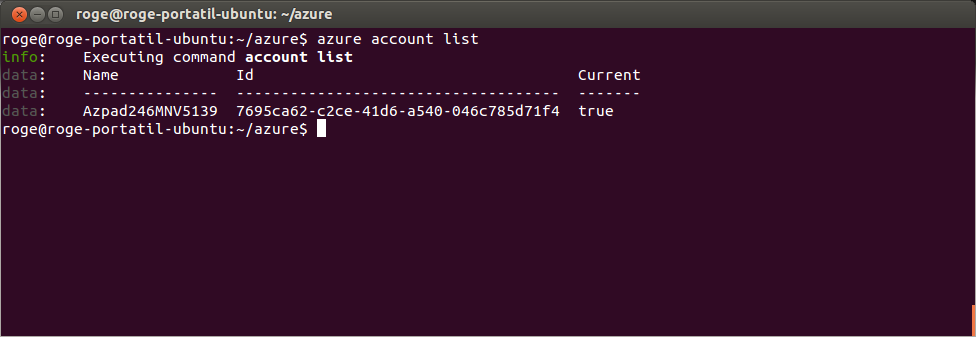 roge@roge-portatil-ubuntu: ~/azure
roge@roge-portatil-ubuntu:~/azure$ azure account list
info:    Executing command account list
data:    Name             Id                                    Current
data:    ---------------  ------------------------------------  -------
data:    Azpad246MNV5139  7695ca62-c2ce-41d6-a540-046c785d71f4  true
roge@roge-portatil-ubuntu:~/azure$